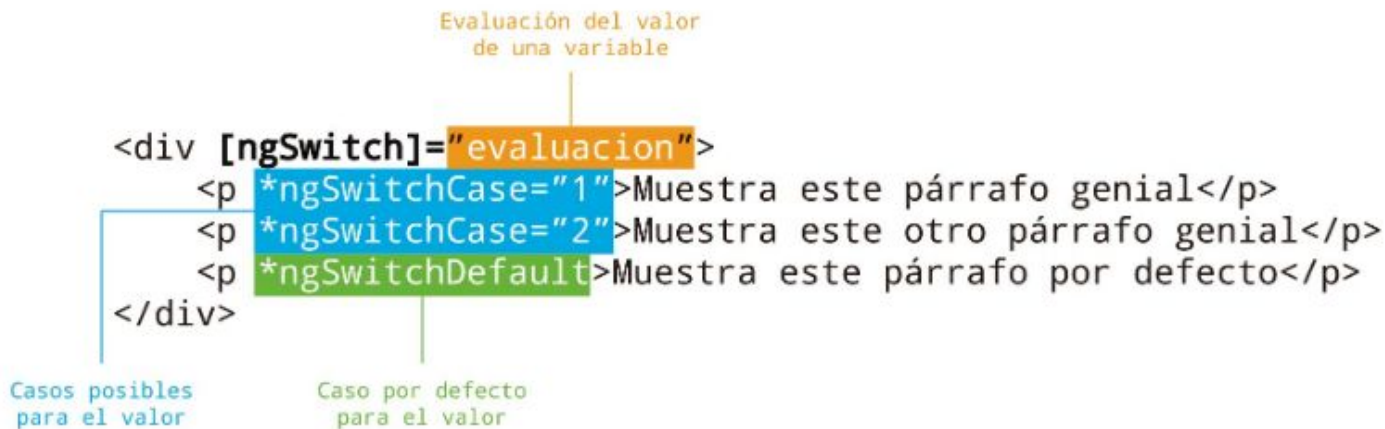 Evaluación del valor
de una variable
<div [ngSwitch]=”evaluacion”>
<p *ngSwitchCase=”1”>Muestra este párrafo genial</p>
<p *ngSwitchCase=”2”>Muestra este otro párrafo genial</p>
<p *ngSwitchDefault>Muestra este párrafo por defecto</p>
</div>
Casos posibles
para el valor
Caso por defecto
para el valor